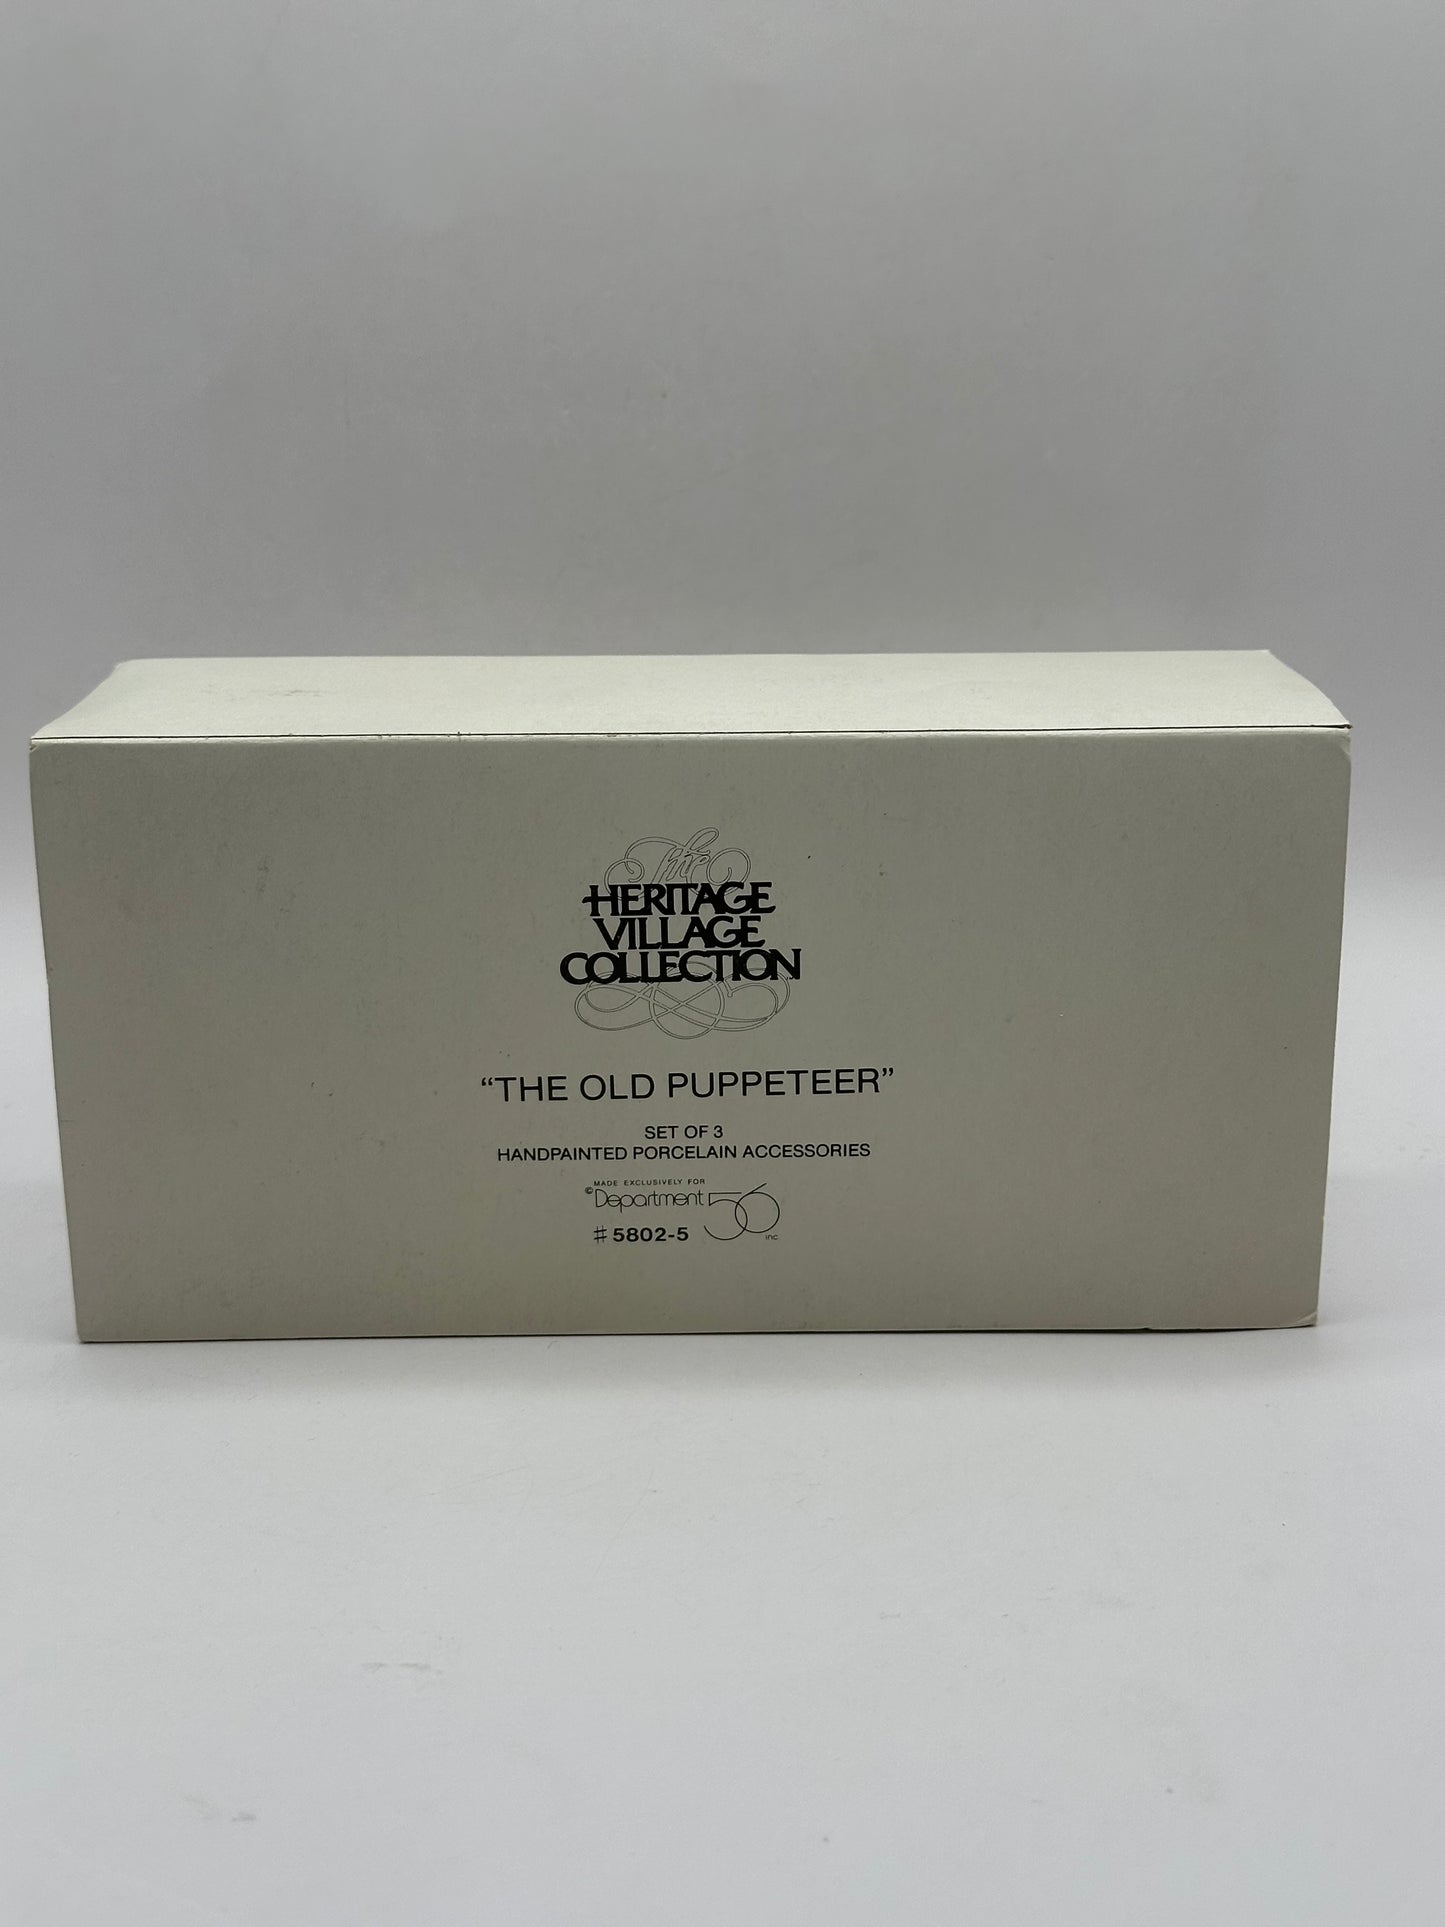 The
HERITAGE
VILLAGE
COLLECTION
“THE OLD PUPPETEER”
SET OF 3
HANDPAINTED PORCELAIN ACCESSORIES
MADE EXCLUSIVELY FOR
©Department 56 inc
#5802-5